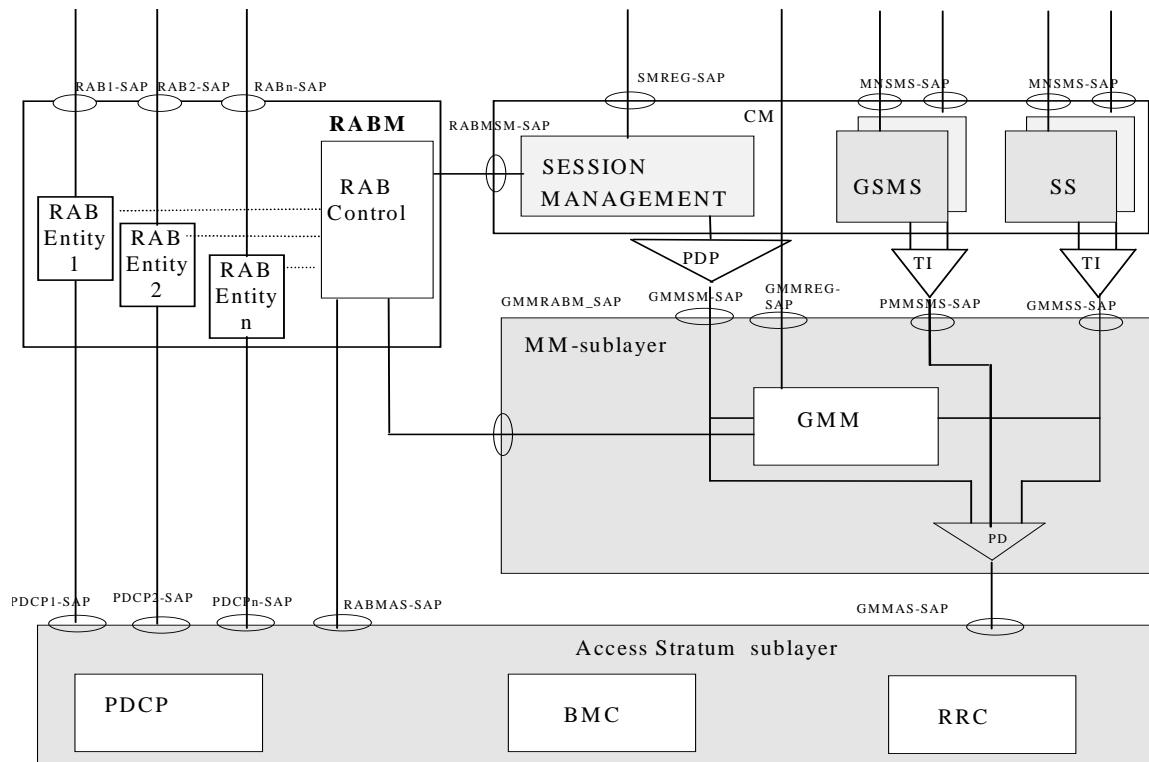 SMREG-SAP
RAB1-SAP RAB2-SAP RABn-SAP
MNSMS-SAP
MNSMS-SAP
CM
RABM
RABMSM-SAP
RAB
Control
SESSION
MANAGEMENT
GSMS
SS
RAB
Entity
1
RAB
Entity
2
RAB
Entity
n
PDP
TI
TI
GMMRABM_SAP
GMMSM-SAP
GMMREG-
SAP
PMMSMS-SAP
GMMSS-SAP
MM-sublayer
GMM
PD
PDCP1-SAP
PDCP2-SAP
PDCPn-SAP
RABMAS-SAP
GMMAS-SAP
Access Stratum sublayer
PDCP
BMC
RRC